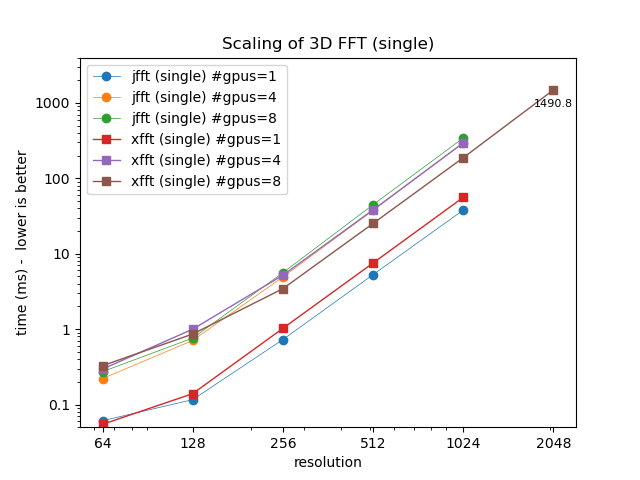 Scaling of 3D FFT (single)
jfft (single) #gpus=1
jfft (single) #gpus=4
jfft (single) #gpus=8
xfft (single) #gpus=1
xfft (single) #gpus=4
xfft (single) #gpus=8
1490.8
time (ms) -  lower is better
1000
100
10
1
0.1
64 128 256 512 1024 2048
resolution